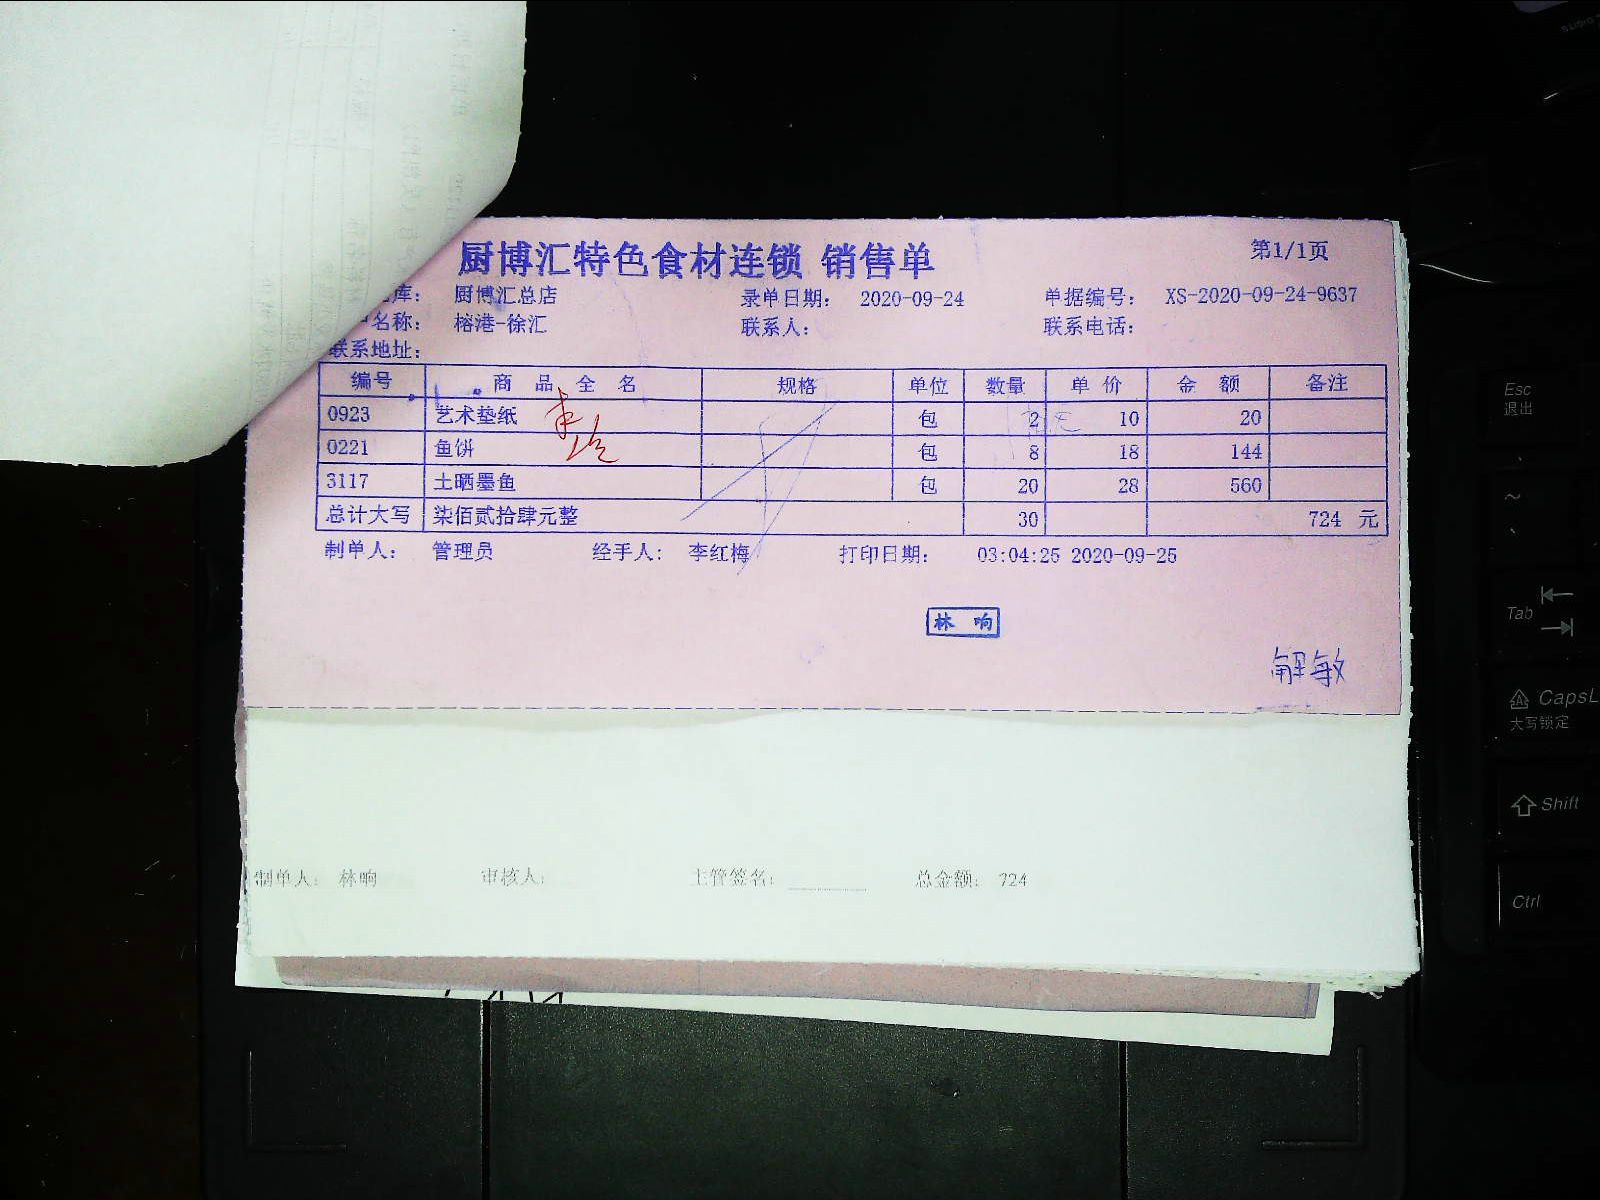 厨博汇特色食材连锁 销售单
第1/1页
库: 厨博汇总店 录单日期: 2020-09-24 单据编号: XS-2020-09-24-9637
名称: 榕港-徐汇 联系人: 联系电话:
联系地址:
编号 商品全名 规格 单位 数量 单价 金额 备注
0923 艺术垫纸 包 2 10 20
0221 鱼饼 包 8 18 144
3117 土晒墨鱼 包 20 28 560
总计大写 柒佰贰拾肆元整 30 724 元
制单人: 管理员 经手人: 李红梅 打印日期: 03:04:25 2020-09-25
林 响
解敏
制单人: 林响 审核人: 主管签名: 总金额: 724
Esc
退出
~
Tab
CapsL
大写锁定
Shift
Ctrl